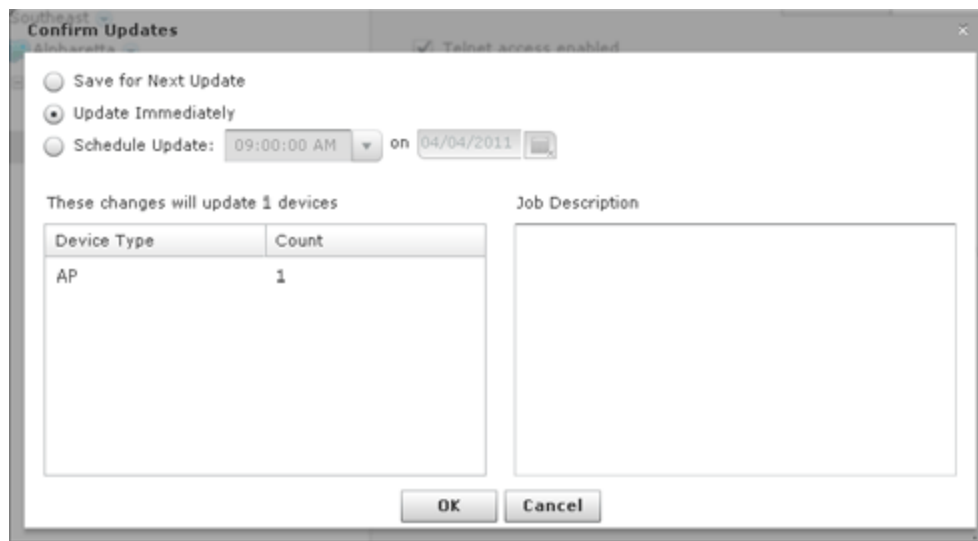 Southeast
Confirm Updates
Alpharetta
Telnet access enabled
Save for Next Update
Update Immediately
Schedule Update: 09:00:00 AM on 04/04/2011
These changes will update 1 devices
Job Description
Device Type Count
AP 1
OK Cancel